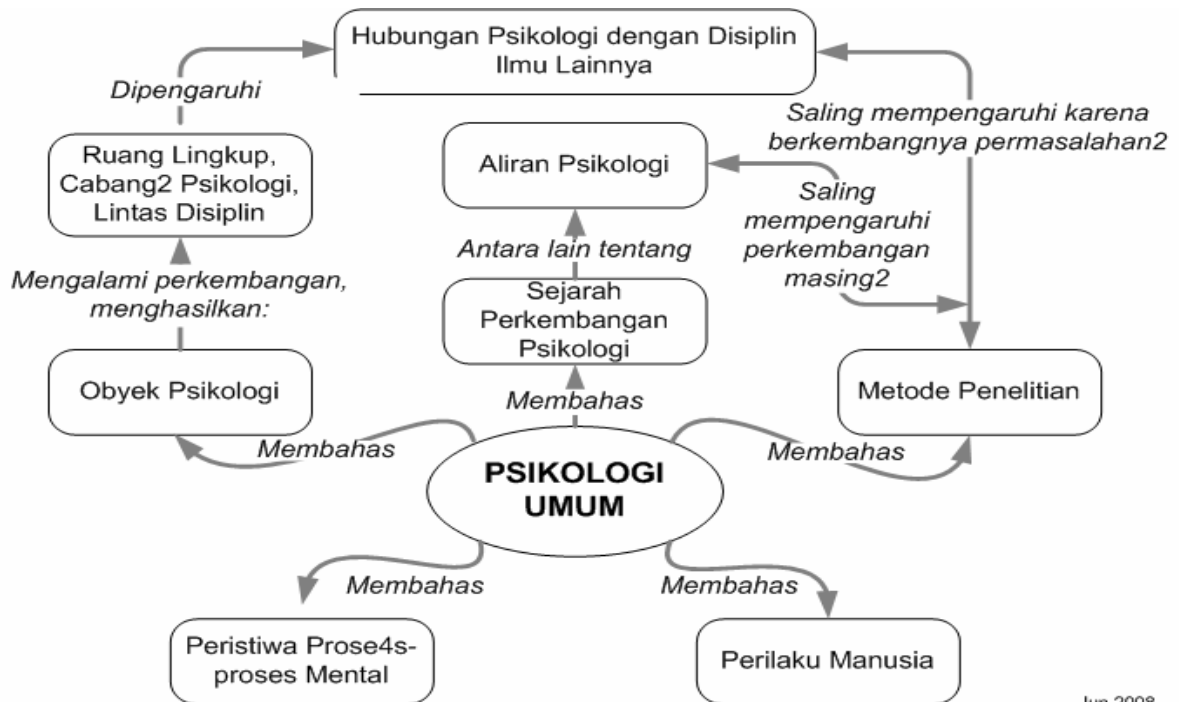 Hubungan Psikologi dengan Disiplin
Ilmu Lainnya
Dipengaruhi
Saling mempengaruhi karena
berkembangnya permasalahan2
Ruang Lingkup,
Cabang2 Psikologi,
Lintas Disiplin
Aliran Psikologi
Saling
mempengaruhi
perkembangan
masing2
Antara lain tentang
Mengalami perkembangan,
menghasilkan:
Sejarah
Perkembangan
Psikologi
Obyek Psikologi
Metode Penelitian
Membahas
Membahas
Membahas
PSIKOLOGI
UMUM
Membahas
Membahas
Peristiwa Prose4s-
proses Mental
Perilaku Manusia
Jun 2008